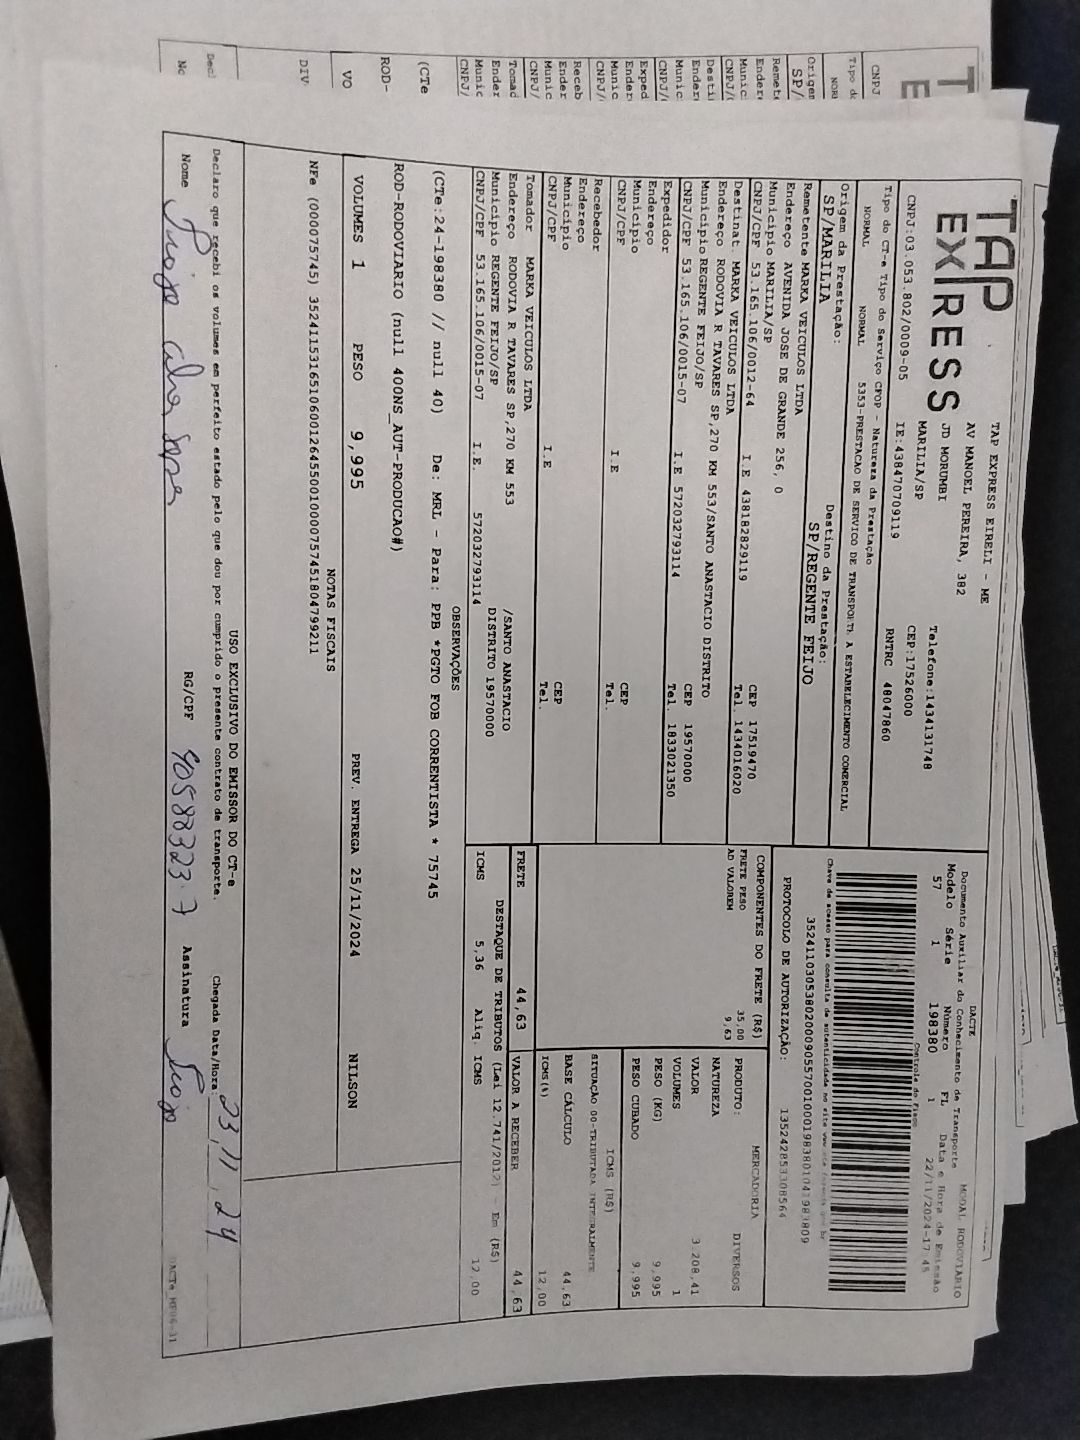 TAP
EXPRESS
TAP EXPRESS EIRELI - ME
AV MANOEL PEREIRA, 382
JD MORUMBI
MARILIA/SP
Telefone:1434131748
CEP:17526000
CNPJ:03.053.802/0009-05 IE:438470709119 RNTRC 48047860
Tipo do CT-e Tipo do Serviço CFOP - Natureza da Prestação
NORMAL NORMAL 5353-PRESTACAO DE SERVICO DE TRANSPORTE A ESTABELECIMENTO COMERCIAL
Origem da Prestação: Destino da Prestação:
SP/MARILIA SP/REGENTE FEIJO
DACTE MODAL RODOVIARIO
Documento Auxiliar do Conhecimento de Transporte
Modelo Série Número FL Data e Hora de Emissão
57 1 198380 1 22/11/2024-17:45
Controle do Fisco
Chave de acesso para consulta de autenticidade no site
PROTOCOLO DE AUTORIZAÇÃO: 135242853308564
Remetente MARKA VEICULOS LTDA
Endereço AVENIDA JOSE DE GRANDE 256, 0
Município MARILIA/SP CEP 17519470
CNPJ/CPF 53.165.106/0012-64 I.E 438182829119 Tel. 1434016020
Destinat. MARKA VEICULOS LTDA
Endereço RODOVIA R TAVARES SP,270 KM 553/SANTO ANASTACIO DISTRITO
Município REGENTE FEIJO/SP CEP 19570000
CNPJ/CPF 53.165.106/0015-07 I.E 572032793114 Tel. 1833021350
Expedidor
Endereço
Município CEP
CNPJ/CPF I.E Tel.
Recebedor
Endereço
Município CEP
CNPJ/CPF I.E Tel.
Tomador MARKA VEICULOS LTDA
Endereço RODOVIA R TAVARES SP,270 KM 553 /SANTO ANASTACIO
Município REGENTE FEIJO/SP DISTRITO 19570000
CNPJ/CPF 53.165.106/0015-07 I.E. 572032793114
COMPONENTES DO FRETE (R$)
FRETE PESO 35,00
AD VALOREM 9,63
PRODUTO: MERCADORIA
NATUREZA DIVERSOS
VALOR 3.208,41
VOLUMES 1
PESO (KG) 9,995
PESO CUBADO 9,995
ICMS (R$)
SITUAÇÃO 00-TRIBUTADA INTEGRALMENTE
BASE CÁLCULO 44,63
ICMS(%) 12,00
FRETE 44,63 VALOR A RECEBER 44,63
DESTAQUE DE TRIBUTOS (Lei 12.741/2012) - Em (R$)
ICMS 5,36 Aliq. ICMS 12,00
OBSERVAÇÕES
(CTe:24-198380 // null 40) De: MRL - Para: PPB *PGTO FOB CORRENTISTA * 75745
ROD-RODOVIARIO (null 400NS_AUT-PRODUCAO#)
VOLUMES 1 PESO 9,995 PREV. ENTREGA 25/11/2024 NILSON
NOTAS FISCAIS
USO EXCLUSIVO DO EMISSOR DO CT-e
Declaro que recebi os volumes em perfeito estado pelo que dou por cumprido o presente contrato de transporte. Chegada Data/Hora: 23/11/24
Nome RG/CPF 40588323-7 Assinatura